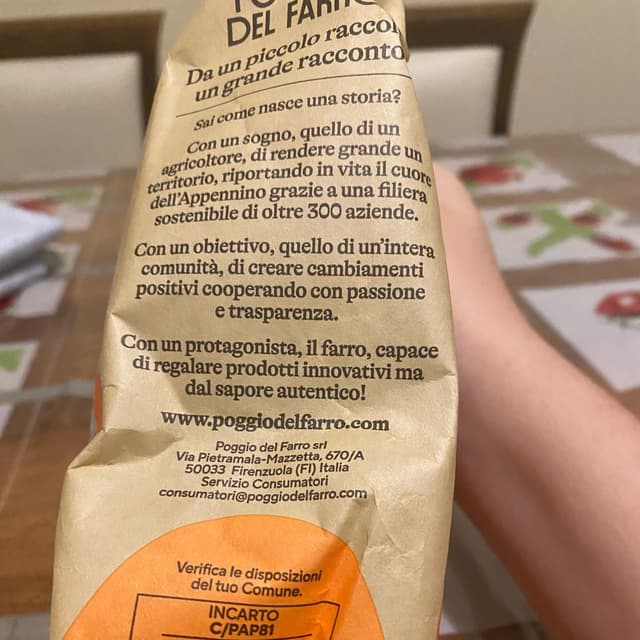 DEL FARRO
Da un piccolo
un grande racconto
Sai come nasce una storia?
Con un sogno, quello di un
agricoltore, di rendere grande un
territorio, riportando in vita il cuore
dell'Appennino grazie a una filiera
sostenibile di oltre 300 aziende.
Con un obiettivo, quello di un'intera
comunità, di creare cambiamenti
positivi cooperando con passione
e trasparenza.
Con un protagonista, il farro, capace
di regalare prodotti innovativi ma
dal sapore autentico!
www.poggiodelfarro.com
Poggio del Farro srl
Via Pietramala-Mazzetta, 670/A
50033 Firenzuola (FI) Italia
Servizio Consumatori
consumatori@poggiodelfarro.com
Verifica le disposizioni
del tuo Comune.
INCARTO
C/PAP81